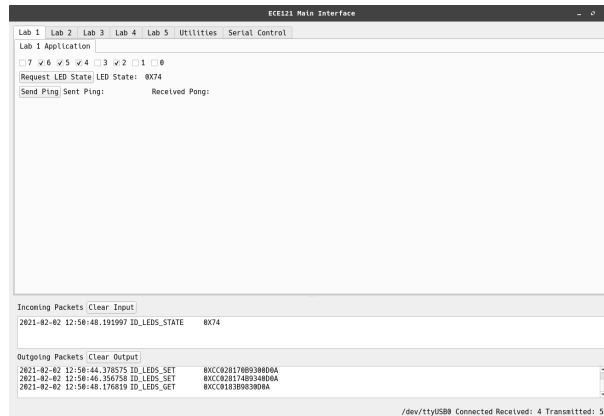 ECE121 Main Interface
Lab 1 Lab 2 Lab 3 Lab 4 Lab 5 Utilities Serial Control
Lab 1 Application
7 6 5 4 3 2 1 0
Request LED State LED State: 0X74
Send Ping Sent Ping: Received Pong:
Incoming Packets Clear Input
2021-02-02 12:50:48.191997 ID_LEDS_STATE 0X74
Outgoing Packets Clear Output
2021-02-02 12:50:44.378575 ID_LEDS_SET 0XCC028170B9300D0A
2021-02-02 12:50:46.356758 ID_LEDS_SET 0XCC028174B9340D0A
2021-02-02 12:50:48.176819 ID_LEDS_GET 0XCC0183B9830D0A
/dev/ttyUSB0 Connected Received: 4 Transmitted: 5